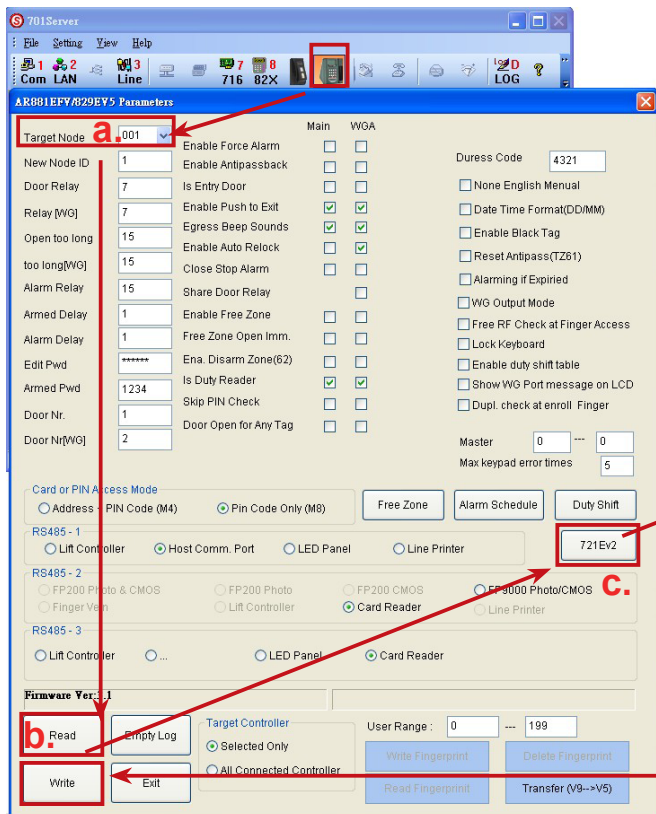 701Server
File Setting View Help
1 2 3 7 8 D
Com LAN Line 716 82X LOG ?
AR881EFV/829EV5 Parameters
a.
Target Node 001
New Node ID 1
Door Relay 7
Relay [WG] 7
Open too long 15
too long[WG] 15
Alarm Relay 15
Armed Delay 1
Alarm Delay 1
Edit Pwd ******
Armed Pwd 1234
Door Nr. 1
Door Nr[WG] 2
Main WGA
Enable Force Alarm
Enable Antipassback
Is Entry Door
Enable Push to Exit
Egress Beep Sounds
Enable Auto Relock
Close Stop Alarm
Share Door Relay
Enable Free Zone
Free Zone Open Imm.
Ena. Disarm Zone(62)
Is Duty Reader
Skip PIN Check
Door Open for Any Tag
Duress Code 4321
None English Menual
Date Time Format(DD/MM)
Enable Black Tag
Reset Antipass(TZ61)
Alarming if Expiried
WG Output Mode
Free RF Check at Finger Access
Lock Keyboard
Enable duty shift table
Show WG Port message on LCD
Dupl. check at enroll Finger
Master 0 --- 0
Max keypad error times 5
Card or PIN Access Mode
Address + PIN Code (M4) Pin Code Only (M8)
Free Zone Alarm Schedule Duty Shift
721Ev2
c.
RS485 - 1
Lift Controller Host Comm. Port LED Panel Line Printer
RS485 - 2
FP200 Photo & CMOS FP200 Photo FP200 CMOS FP9000 Photo/CMOS
Finger Vein Lift Controller Card Reader Line Printer
RS485 - 3
Lift Controller ... LED Panel Card Reader
Firmware Ver:1.1
b.
Read Empty Log
Write Exit
Target Controller
Selected Only
All Connected Controller
User Range : 0 --- 199
Write Fingerprint Delete Fingerprint
Read Fingerprinit Transfer (V9-->V5)